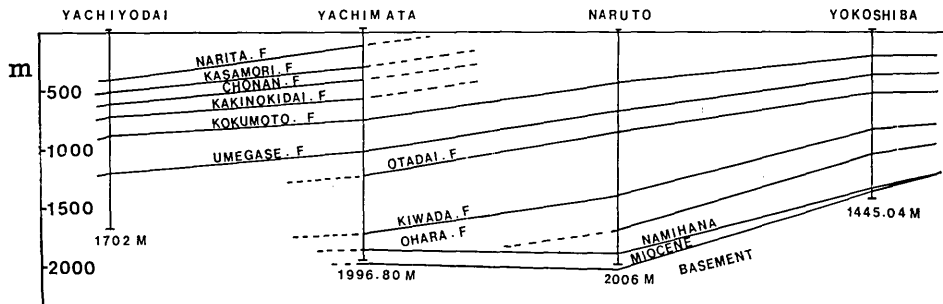 YACHIYODAI YACHIMATA NARUTO YOKOSHIBA
m
NARITA. F
KASAMORI. F
CHONAN. F
500
KAKINOKIDAI. F
KOKUMOTO. F
1000
UMEGASE. F
OTADAI. F
1500
KIWADA. F
1445.04 M
1702 M
OHARA. F
NAMIHANA
MIOCENE
BASEMENT
2000
1996.80 M
2006 M